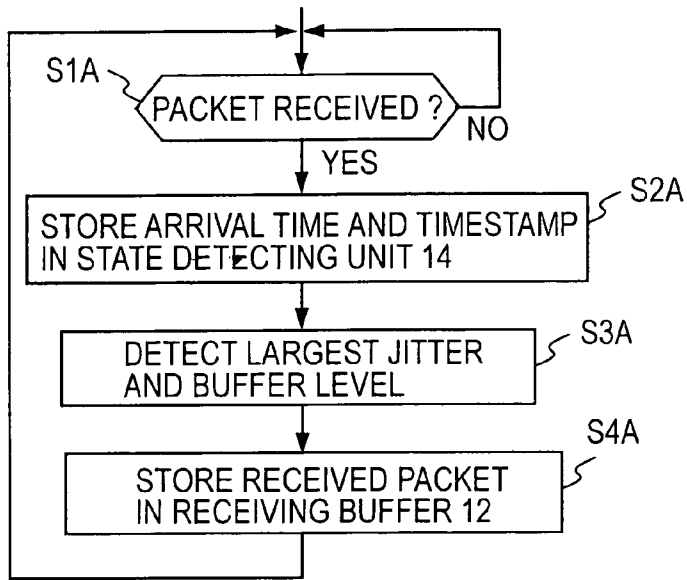 S1A
PACKET RECEIVED ?
NO
YES
S2A
STORE ARRIVAL TIME AND TIMESTAMP
IN STATE DETECTING UNIT 14
S3A
DETECT LARGEST JITTER
AND BUFFER LEVEL
S4A
STORE RECEIVED PACKET
IN RECEIVING BUFFER 12